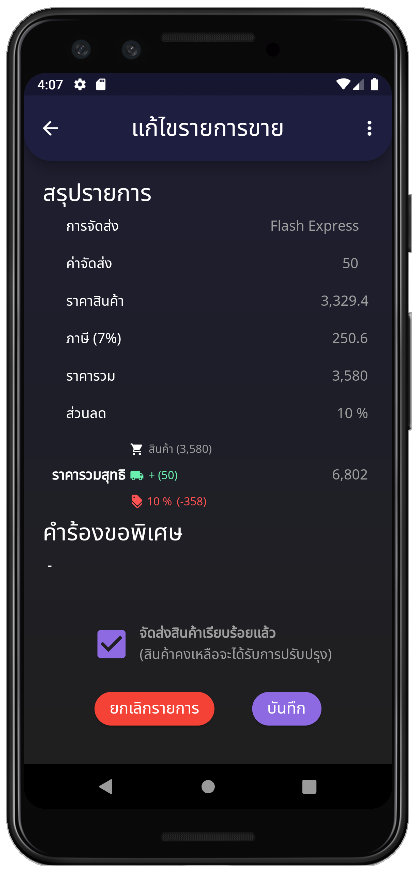 4:07
แก้ไขรายการขาย
สรุปรายการ
การจัดส่ง Flash Express
ค่าจัดส่ง 50
ราคาสินค้า 3,329.4
ภาษี (7%) 250.6
ราคารวม 3,580
ส่วนลด 10 %
สินค้า (3,580)
ราคารวมสุทธิ + (50) 6,802
10 % (-358)
คำร้องขอพิเศษ
-
จัดส่งสินค้าเรียบร้อยแล้ว
(สินค้าคงเหลือจะได้รับการปรับปรุง)
ยกเลิกรายการ บันทึก